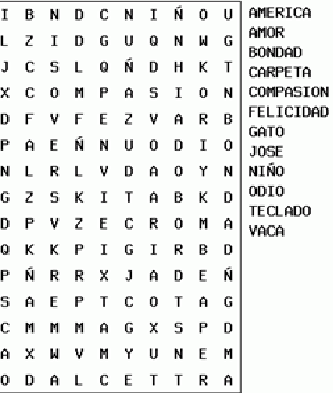 I B N D C N I Ñ O U
L Z I D G U Q N W G
J C S L Q Ñ D H K T
X C O M P A S I O N
D F V F E Z V A R B
P A E Ñ N U O D I O
N L R L V D A O Y N
G Z S K I T A B K D
D P V Z E C R O M A
Q K K P I G I R B D
P Ñ R R X J A D E Ñ
S A E P T C O T A G
C M M M A G X S P D
A X W V M Y U N E M
O D A L C E T T R A
AMERICA
AMOR
BONDAD
CARPETA
COMPASION
FELICIDAD
GATO
JOSE
NIÑO
ODIO
TECLADO
VACA